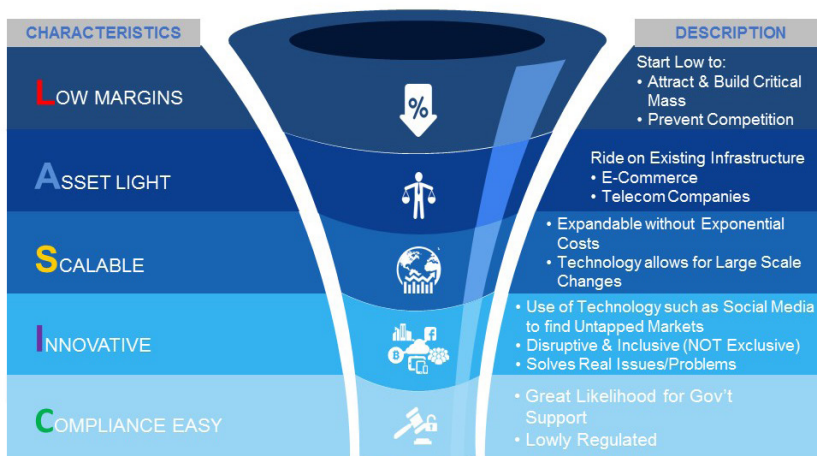 CHARACTERISTICS
DESCRIPTION
LOW MARGINS
%
Start Low to:
• Attract & Build Critical
Mass
• Prevent Competition
ASSET LIGHT
Ride on Existing Infrastructure
• E-Commerce
• Telecom Companies
SCALABLE
• Expandable without Exponential
Costs
• Technology allows for Large Scale
Changes
INNOVATIVE
• Use of Technology such as Social Media
to find Untapped Markets
• Disruptive & Inclusive (NOT Exclusive)
• Solves Real Issues/Problems
COMPLIANCE EASY
• Great Likelihood for Gov't
Support
• Lowly Regulated